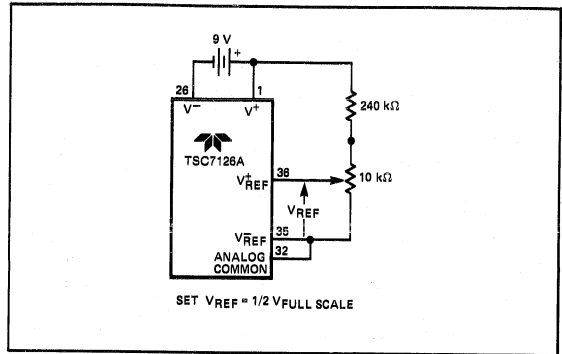 9 V
+
26
1
V−
V+
240 kΩ
TSC7126A
36
V+REF
10 kΩ
VREF
V−REF
35
ANALOG
COMMON
32
SET VREF = 1/2 VFULL SCALE